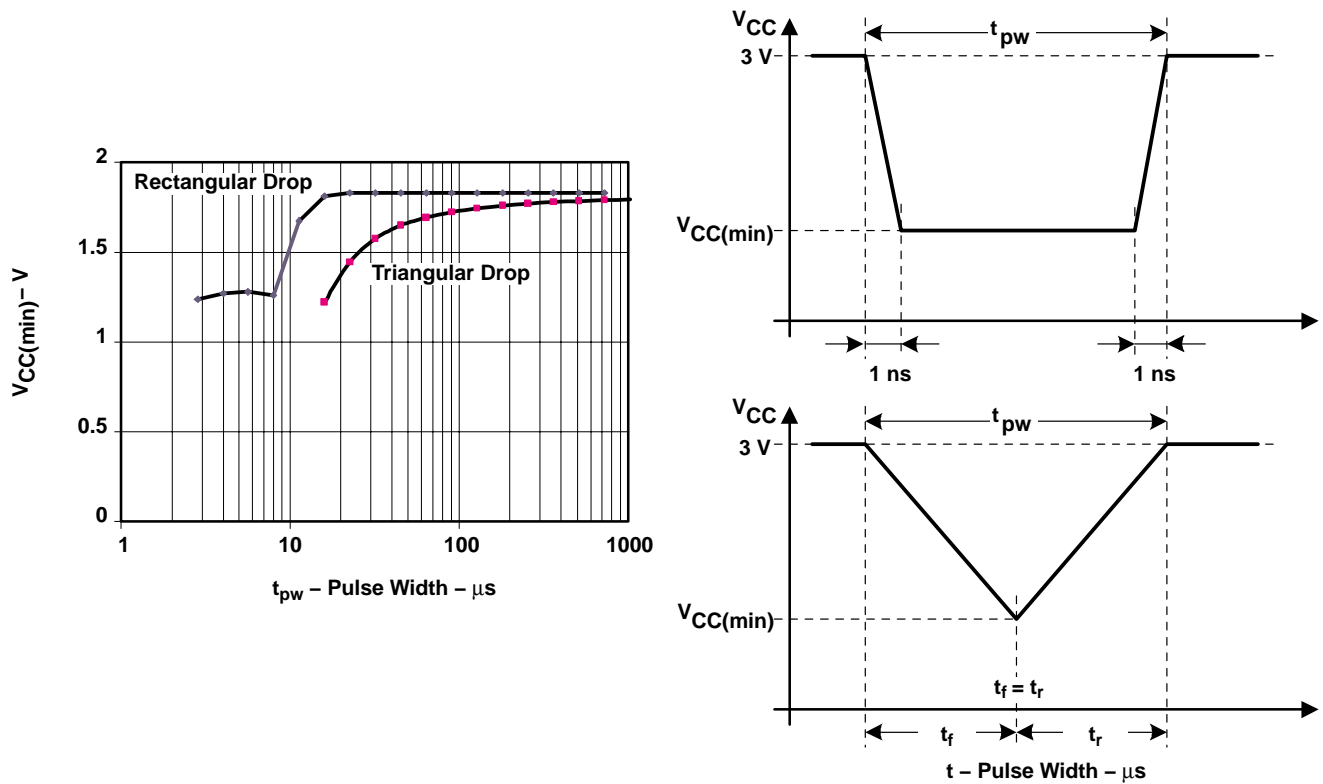 2
Rectangular Drop
1.5
Triangular Drop
1
0.5
0
1
10
100
1000
VCC(min) – V
tpw – Pulse Width – μs
VCC
tpw
3 V
VCC(min)
1 ns
1 ns
VCC
tpw
3 V
VCC(min)
tf = tr
tf
tr
t – Pulse Width – μs